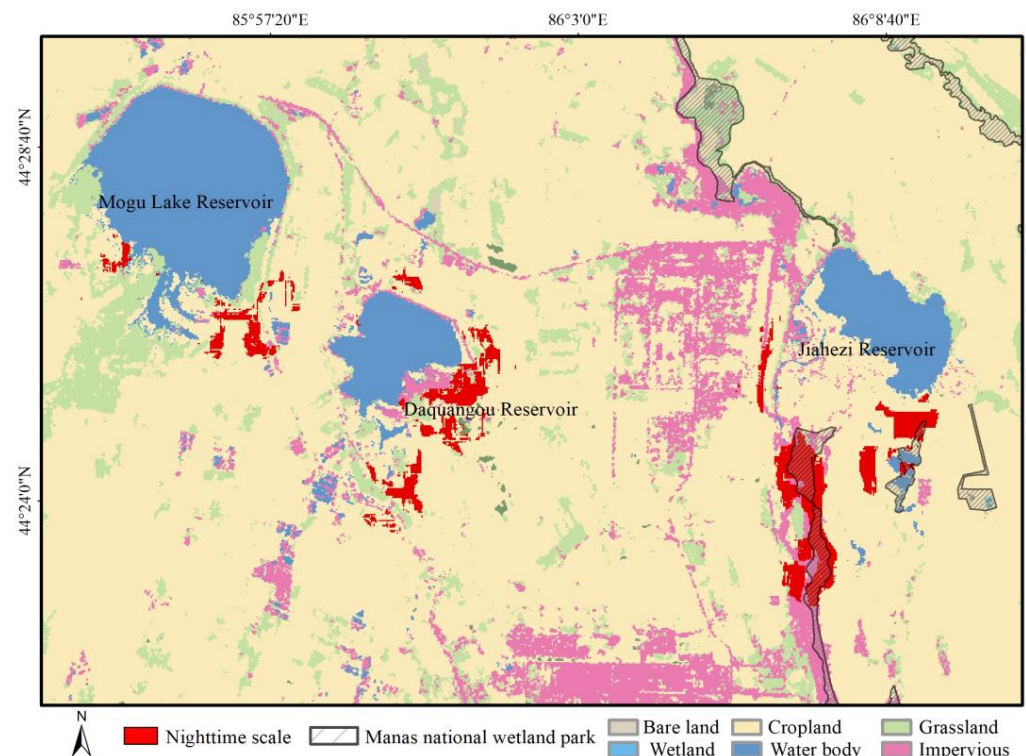 85°57'20"E 86°3'0"E 86°8'40"E
44°28'40"N
Mogu Lake Reservoir
Jiahezi Reservoir
Daquangou Reservoir
44°24'0"N
N
Nighttime scale Manas national wetland park Bare land Cropland Grassland
Wetland Water body Impervious